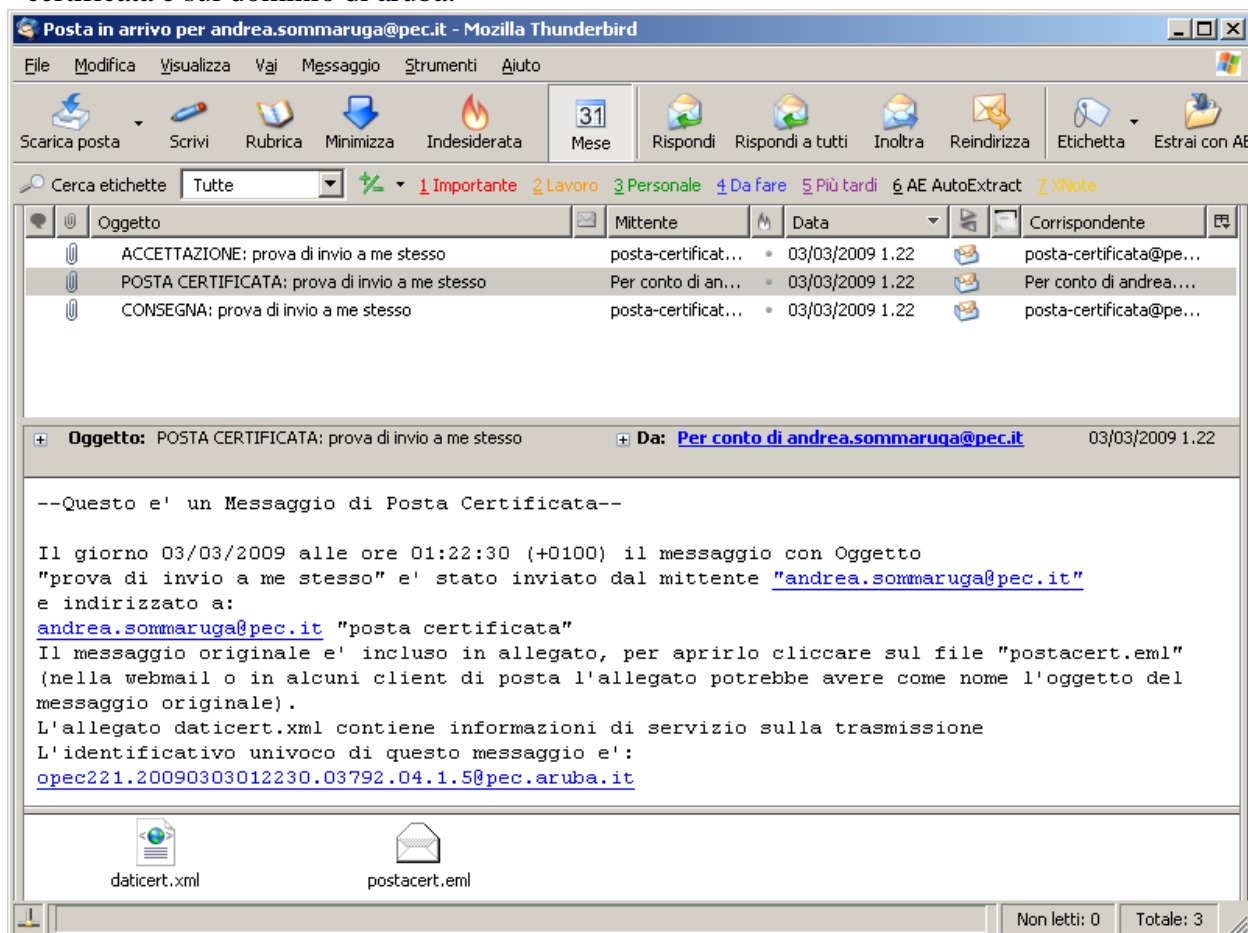 Posta in arrivo per andrea.sommaruga@pec.it - Mozilla Thunderbird
File Modifica Visualizza Vai Messaggio Strumenti Aiuto
Scarica posta Scrivi Rubrica Minimizza Indesiderata 31 Mese Rispondi Rispondi a tutti Inoltra Reindirizza Etichetta Estrai con AE
Cerca etichette Tutte 1 Importante 2 Lavoro 3 Personale 4 Da fare 5 Più tardi 6 AE AutoExtract 7 XNote
Oggetto Mittente Data Corrispondente
ACCETTAZIONE: prova di invio a me stesso posta-certificat... 03/03/2009 1.22 posta-certificata@pe...
POSTA CERTIFICATA: prova di invio a me stesso Per conto di an... 03/03/2009 1.22 Per conto di andrea....
CONSEGNA: prova di invio a me stesso posta-certificat... 03/03/2009 1.22 posta-certificata@pe...
Oggetto: POSTA CERTIFICATA: prova di invio a me stesso Da: Per conto di andrea.sommaruga@pec.it 03/03/2009 1.22
--Questo e' un Messaggio di Posta Certificata--
Il giorno 03/03/2009 alle ore 01:22:30 (+0100) il messaggio con Oggetto
"prova di invio a me stesso" e' stato inviato dal mittente "andrea.sommaruga@pec.it"
e indirizzato a:
andrea.sommaruga@pec.it "posta certificata"
Il messaggio originale e' incluso in allegato, per aprirlo cliccare sul file "postacert.eml"
(nella webmail o in alcuni client di posta l'allegato potrebbe avere come nome l'oggetto del
messaggio originale).
L'allegato daticert.xml contiene informazioni di servizio sulla trasmissione
L'identificativo univoco di questo messaggio e':
opec221.20090303012230.03792.04.1.5@pec.aruba.it
daticert.xml postacert.eml
Non letti: 0 Totale: 3